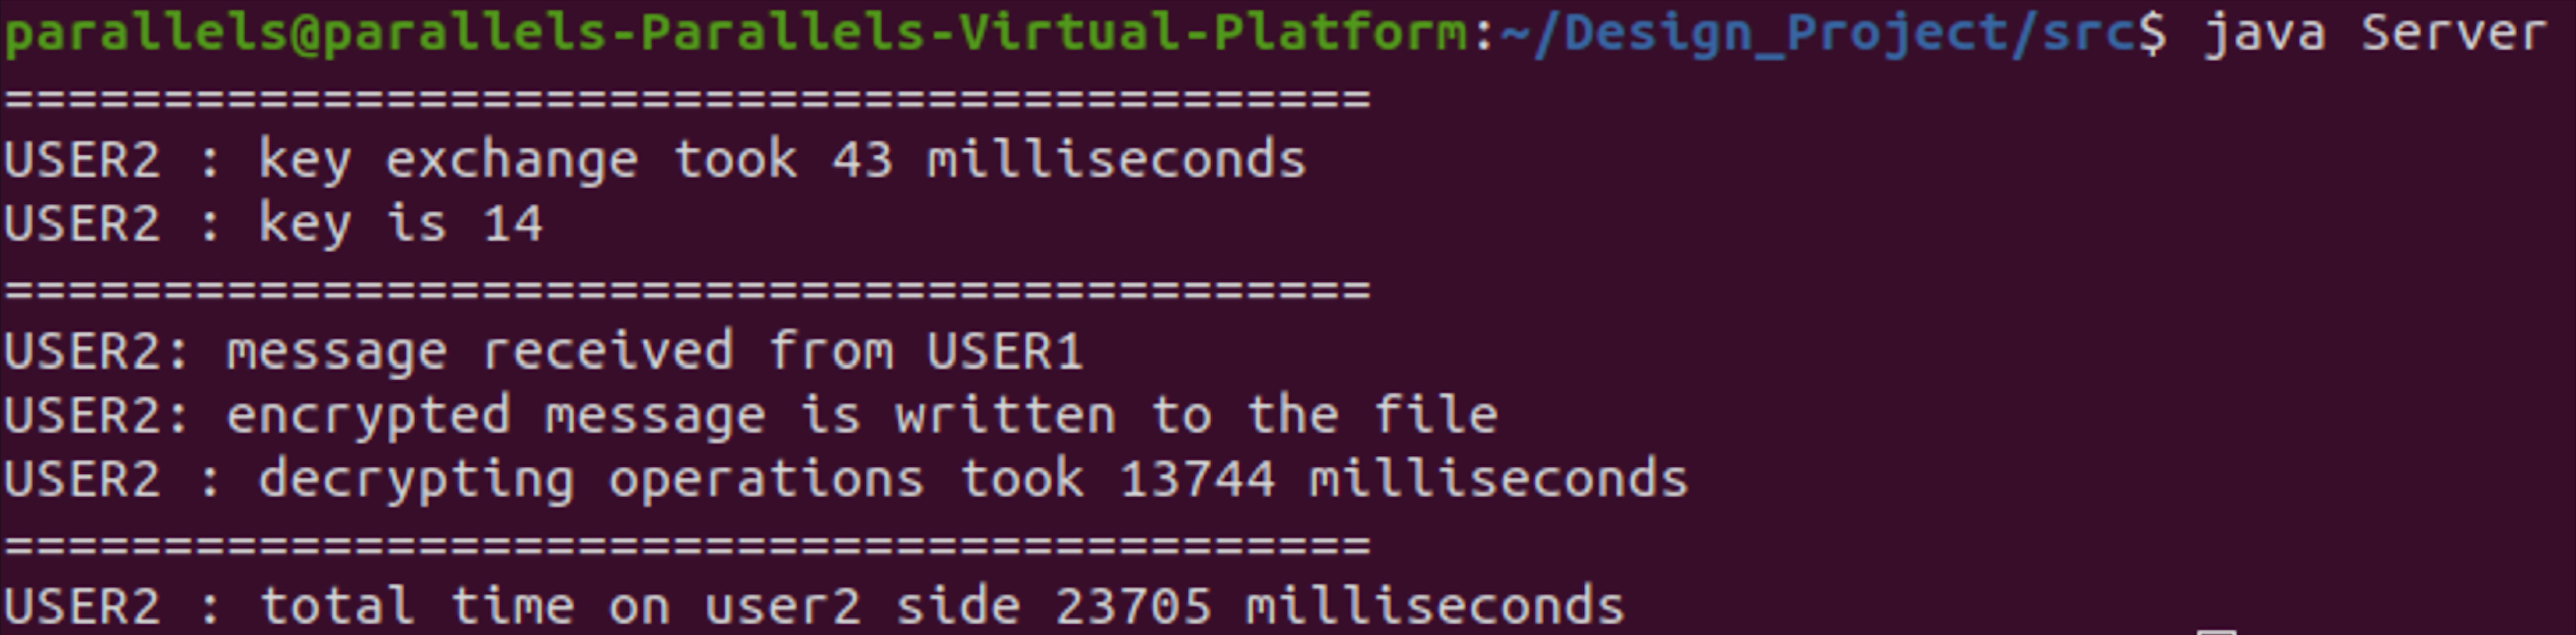 parallels@parallels-Parallels-Virtual-Platform:~/Design_Project/src$ java Server
===========================================
USER2 : key exchange took 43 milliseconds
USER2 : key is 14
===========================================
USER2: message received from USER1
USER2: encrypted message is written to the file
USER2 : decrypting operations took 13744 milliseconds
===========================================
USER2 : total time on user2 side 23705 milliseconds